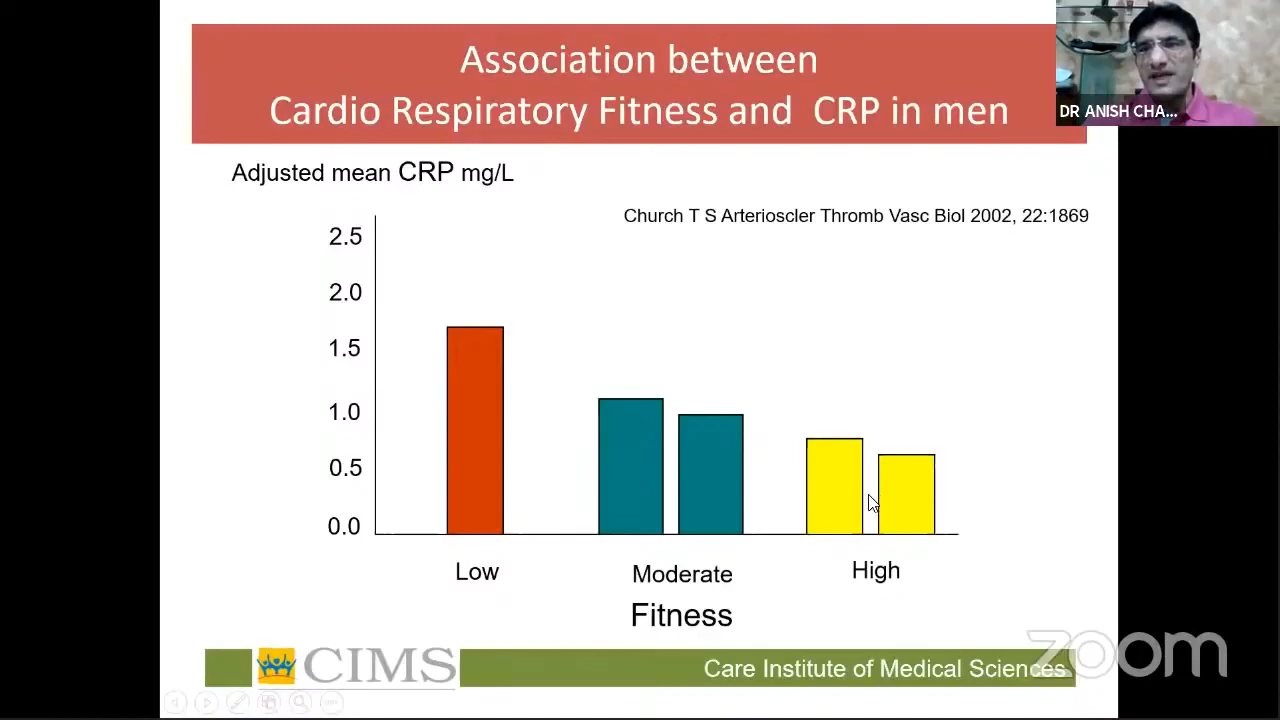 Association between
Cardio Respiratory Fitness and CRP in men
DR ANISH CHA...
Adjusted mean CRP mg/L
Church T S Arterioscler Thromb Vasc Biol 2002, 22:1869
2.5
2.0
1.5
1.0
0.5
0.0
Low
Moderate
High
Fitness
CIMS
Care Institute of Medical Sciences
zoom